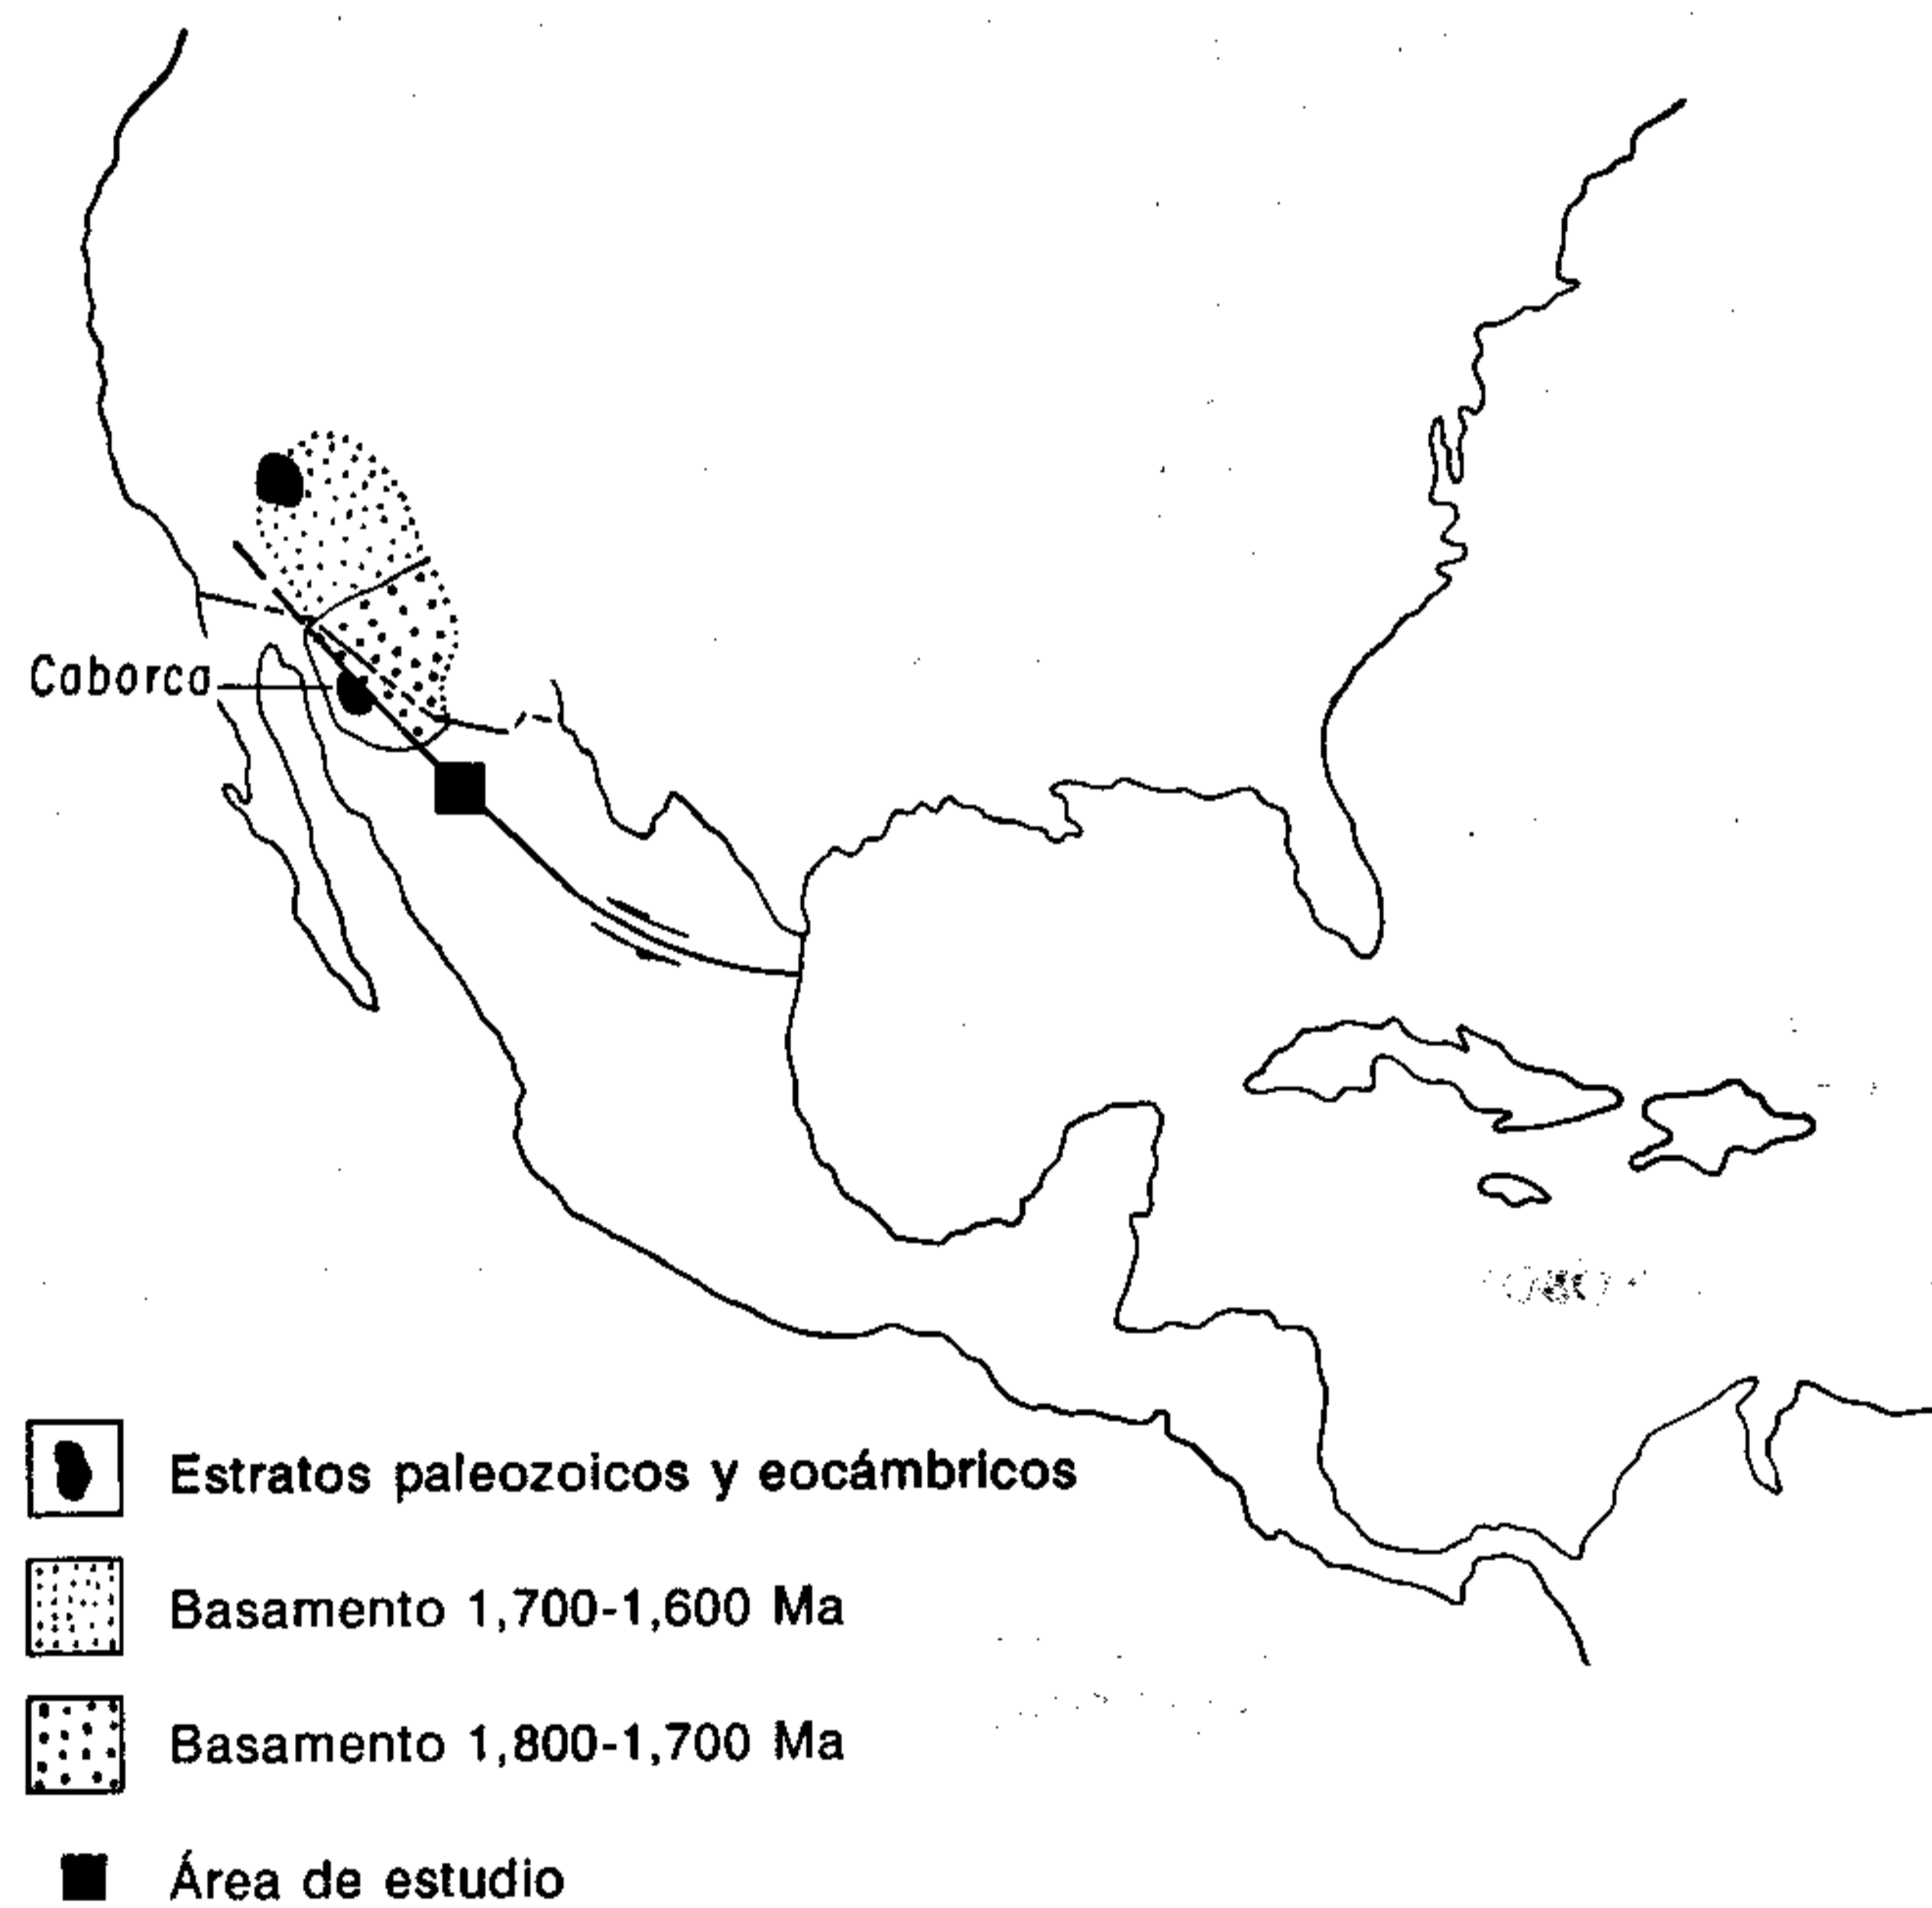 Caborca
Estratos paleozoicos y eocámbricos
Basamento 1,700-1,600 Ma
Basamento 1,800-1,700 Ma
Área de estudio